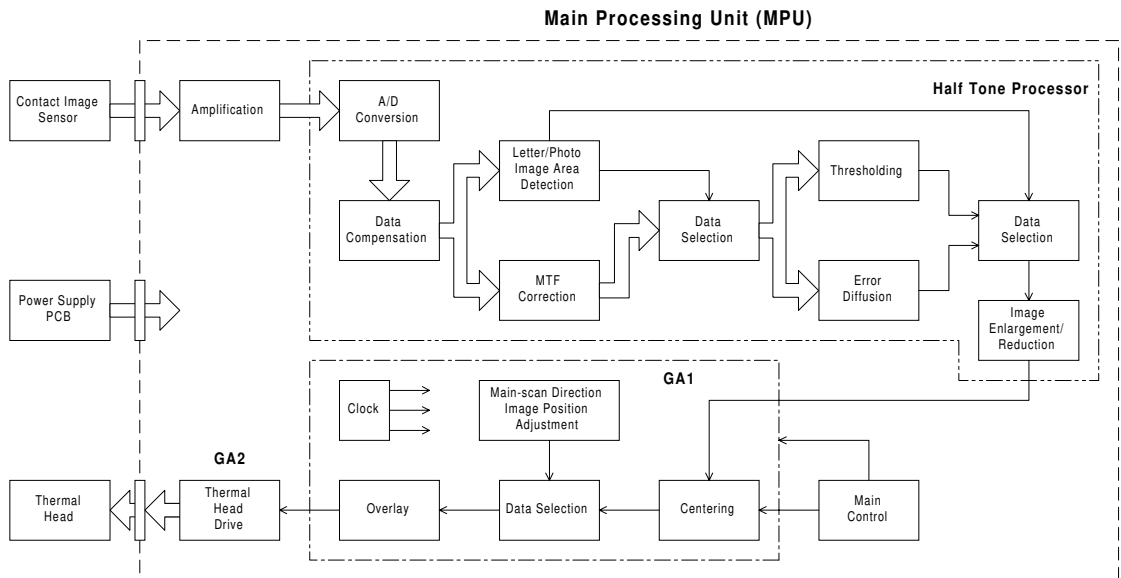 Main Processing Unit (MPU)
Half Tone Processor
Contact Image
Sensor
Amplification
A/D
Conversion
Letter/Photo
Image Area
Detection
Thresholding
Data
Compensation
Data
Selection
Data
Selection
MTF
Correction
Error
Diffusion
Power Supply
PCB
Image
Enlargement/
Reduction
GA1
Clock
Main-scan Direction
Image Position
Adjustment
GA2
Thermal
Head
Thermal
Head
Drive
Overlay
Data Selection
Centering
Main
Control